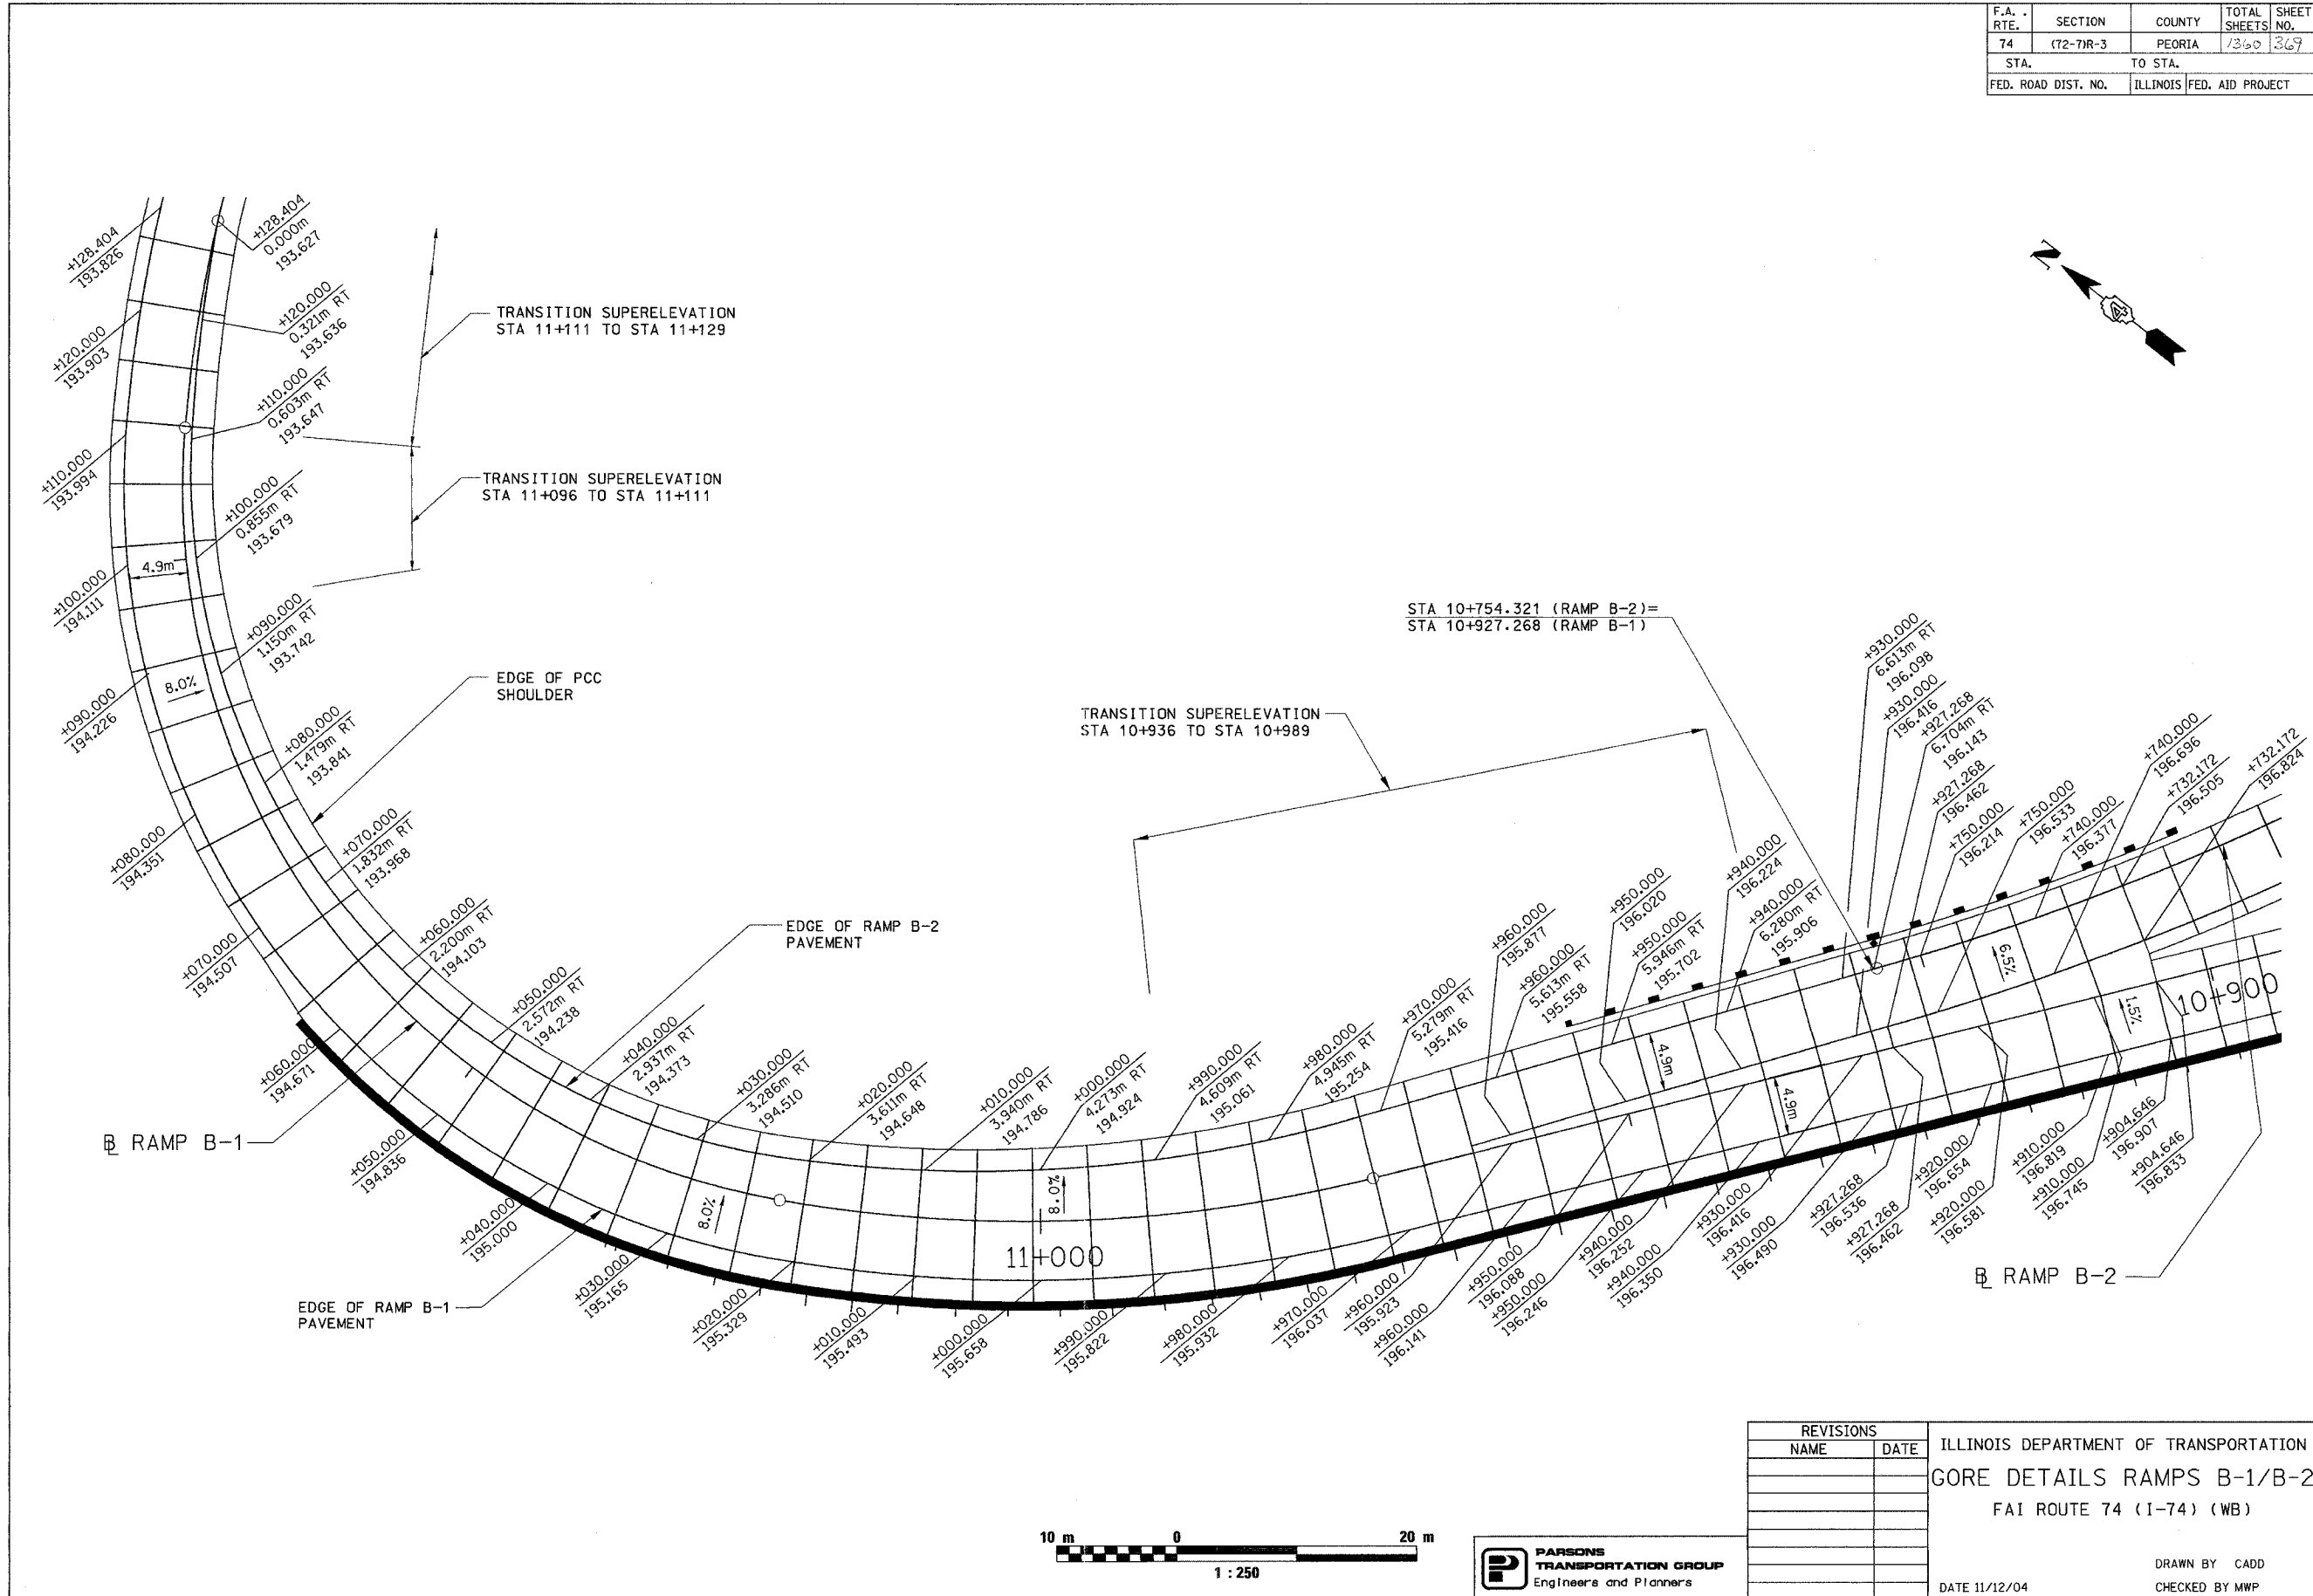 F.A. . RTE. SECTION COUNTY TOTAL SHEETS SHEET NO.
74 (72-7)R-3 PEORIA 1360 369
STA. TO STA.
FED. ROAD DIST. NO. ILLINOIS FED. AID PROJECT
N
+128.404
193.826
+128.404
0.000m
193.627
+120.000
193.903
+120.000
0.321m RT
193.636
TRANSITION SUPERELEVATION
STA 11+111 TO STA 11+129
+110.000
193.994
+110.000
0.603m RT
193.647
TRANSITION SUPERELEVATION
STA 11+096 TO STA 11+111
+100.000
194.111
4.9m
+100.000
0.855m RT
193.679
+090.000
194.226
8.0%
+090.000
1.150m RT
193.742
EDGE OF PCC
SHOULDER
+080.000
194.351
+080.000
1.479m RT
193.841
+070.000
194.507
+070.000
1.832m RT
193.968
+060.000
194.671
+060.000
2.200m RT
194.103
EDGE OF RAMP B-2
PAVEMENT
+050.000
194.836
+050.000
2.572m RT
194.238
+040.000
195.000
+040.000
2.937m RT
194.373
+030.000
195.165
+030.000
3.286m RT
194.510
+020.000
195.329
+020.000
3.611m RT
194.648
+010.000
195.493
+010.000
3.940m RT
194.786
+000.000
195.658
+000.000
4.273m RT
194.924
+990.000
195.822
+990.000
4.609m RT
195.061
+980.000
195.932
+980.000
4.945m RT
195.254
+970.000
196.037
+970.000
5.279m RT
195.416
8.0%
8.0%
11+000
B RAMP B-1
EDGE OF RAMP B-1
PAVEMENT
TRANSITION SUPERELEVATION
STA 10+936 TO STA 10+989
STA 10+754.321 (RAMP B-2)=
STA 10+927.268 (RAMP B-1)
+960.000
195.877
+960.000
5.613m RT
195.558
+950.000
196.020
+950.000
5.946m RT
195.702
+940.000
196.224
+940.000
6.280m RT
195.906
+930.000
6.613m RT
196.098
+930.000
196.416
+927.268
6.704m RT
196.143
+927.268
196.462
+750.000
196.214
+750.000
196.533
+740.000
196.377
+740.000
196.696
+732.172
196.505
+732.172
196.824
4.9m
4.9m
6.5%
1.5%
10+900
+960.000
195.923
+960.000
196.141
+950.000
196.088
+950.000
196.246
+940.000
196.252
+940.000
196.350
+930.000
196.416
+930.000
196.490
+927.268
196.536
+927.268
196.462
+920.000
196.654
+920.000
196.581
+910.000
196.819
+910.000
196.745
+904.646
196.907
+904.646
196.833
B RAMP B-2
10 m 0 20 m
1 : 250
PARSONS
TRANSPORTATION GROUP
Engineers and Planners
REVISIONS
NAME DATE
ILLINOIS DEPARTMENT OF TRANSPORTATION
GORE DETAILS RAMPS B-1/B-2
FAI ROUTE 74 (I-74) (WB)
DRAWN BY CADD
DATE 11/12/04 CHECKED BY MWP